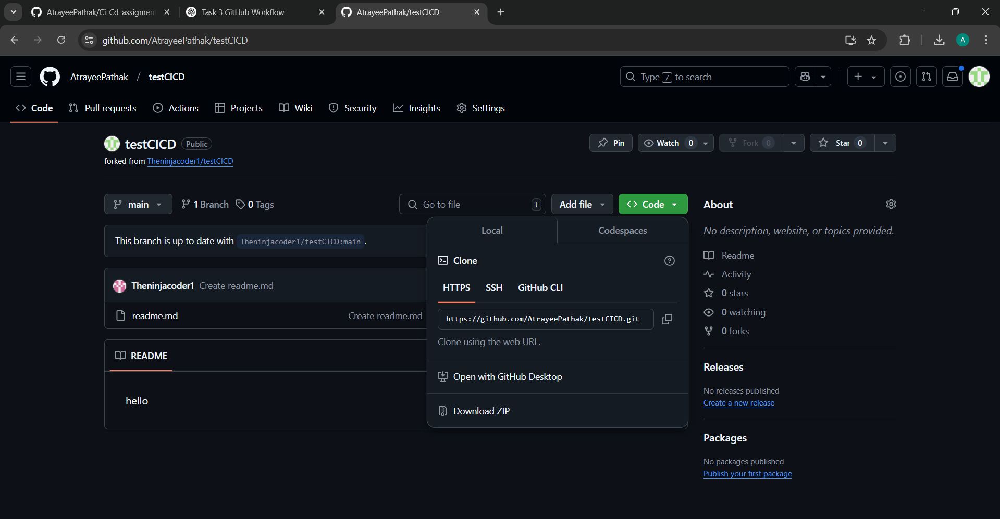 AtrayeePathak/Ci_Cd_assigmen
Task 3 GitHub Workflow
AtrayeePathak/testCICD
github.com/AtrayeePathak/testCICD
A
AtrayeePathak / testCICD
Type / to search
Code
Pull requests
Actions
Projects
Wiki
Security
Insights
Settings
testCICD Public
Pin
Watch 0
Fork 0
Star 0
forked from Theninjacoder1/testCICD
main
1 Branch
0 Tags
Go to file t
Add file
Code
This branch is up to date with Theninjacoder1/testCICD:main .
Theninjacoder1 Create readme.md
readme.md Create readme.md
README
hello
Local
Codespaces
Clone
HTTPS SSH GitHub CLI
https://github.com/AtrayeePathak/testCICD.git
Clone using the web URL.
Open with GitHub Desktop
Download ZIP
About
No description, website, or topics provided.
Readme
Activity
0 stars
0 watching
0 forks
Releases
No releases published
Create a new release
Packages
No packages published
Publish your first package